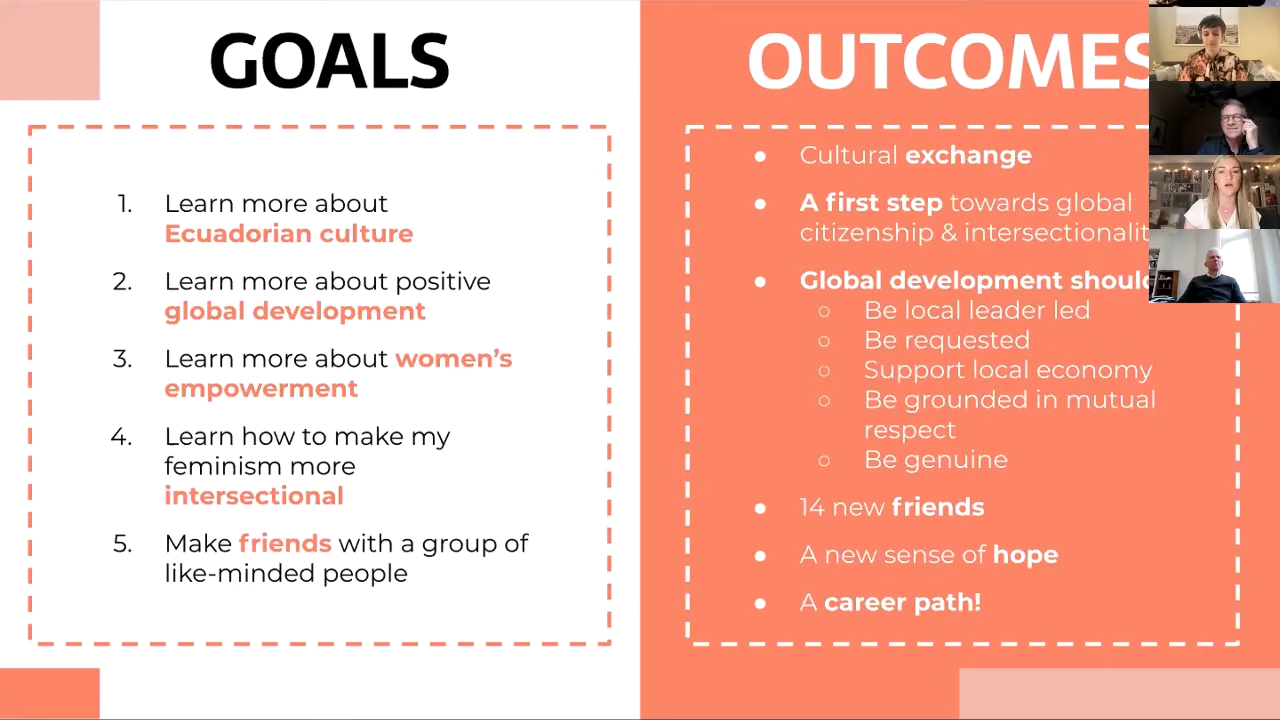 GOALS
1. Learn more about
Ecuadorian culture
2. Learn more about positive
global development
3. Learn more about women’s
empowerment
4. Learn how to make my
feminism more
intersectional
5. Make friends with a group of
like-minded people
OUTCOMES
● Cultural exchange
● A first step towards global
citizenship & intersectionalit
● Global development should
○ Be local leader led
○ Be requested
○ Support local economy
○ Be grounded in mutual
respect
○ Be genuine
● 14 new friends
● A new sense of hope
● A career path!